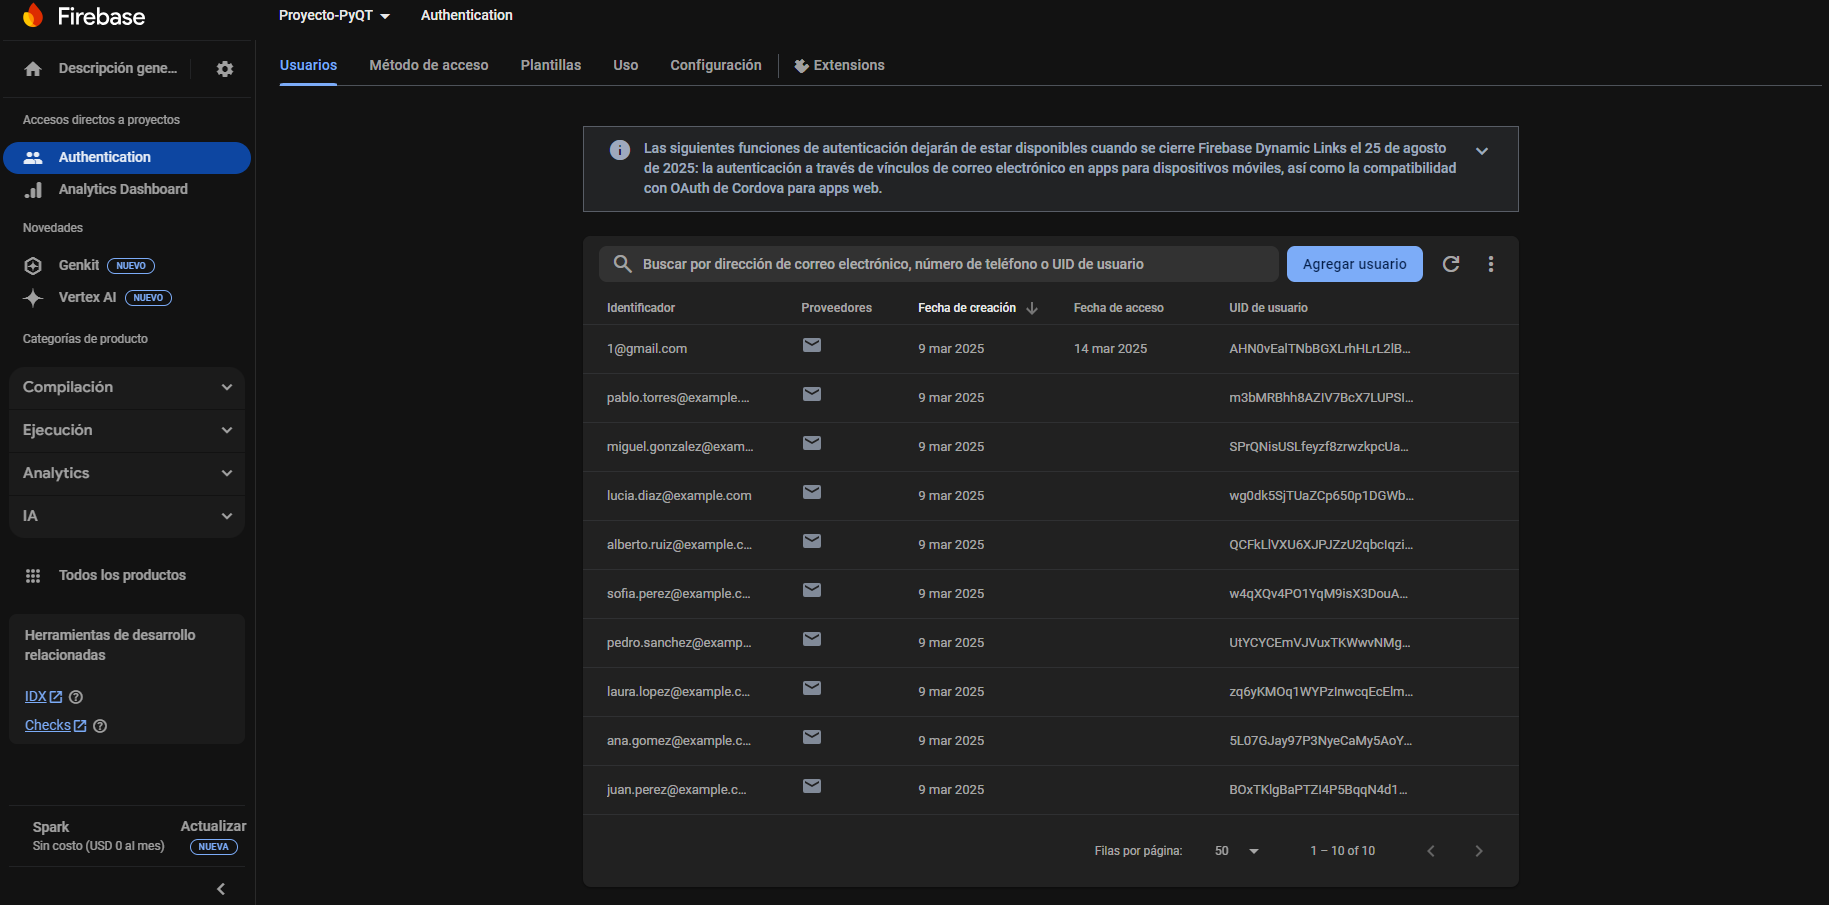 Firebase
Proyecto-PyQT
Authentication
Descripción gene...
Usuarios
Método de acceso
Plantillas
Uso
Configuración
Extensions
Accesos directos a proyectos
Authentication
Analytics Dashboard
Novedades
Genkit NUEVO
Vertex AI NUEVO
Categorías de producto
Compilación
Ejecución
Analytics
IA
Todos los productos
Herramientas de desarrollo
relacionadas
IDX
Checks
Spark
Sin costo (USD 0 al mes)
Actualizar
NUEVA
Las siguientes funciones de autenticación dejarán de estar disponibles cuando se cierre Firebase Dynamic Links el 25 de agosto
de 2025: la autenticación a través de vínculos de correo electrónico en apps para dispositivos móviles, así como la compatibilidad
con OAuth de Cordova para apps web.
Buscar por dirección de correo electrónico, número de teléfono o UID de usuario
Agregar usuario
Identificador Proveedores Fecha de creación Fecha de acceso UID de usuario
1@gmail.com 9 mar 2025 14 mar 2025 AHN0vEalTNbBGXLrhHLrL2lB...
pablo.torres@example.... 9 mar 2025 m3bMRBhh8AZIV7BcX7LUPSI...
miguel.gonzalez@exam... 9 mar 2025 SPrQNisUSLfeyzf8zrwzkpcUa...
lucia.diaz@example.com 9 mar 2025 wg0dk5SjTUaZCp650p1DGWb...
alberto.ruiz@example.c... 9 mar 2025 QCFkLlVXU6XJPJZzU2qbcIqzi...
sofia.perez@example.c... 9 mar 2025 w4qXQv4PO1YqM9isX3DouA...
pedro.sanchez@examp... 9 mar 2025 UtYCYCEmVJVuxTKWwvNMg...
laura.lopez@example.c... 9 mar 2025 zq6yKMOq1WYPzInwcqEcElm...
ana.gomez@example.c... 9 mar 2025 5L07GJay97P3NyeCaMy5AoY...
juan.perez@example.c... 9 mar 2025 BOxTKlgBaPTZI4P5BqqN4d1...
Filas por página: 50 1 – 10 of 10